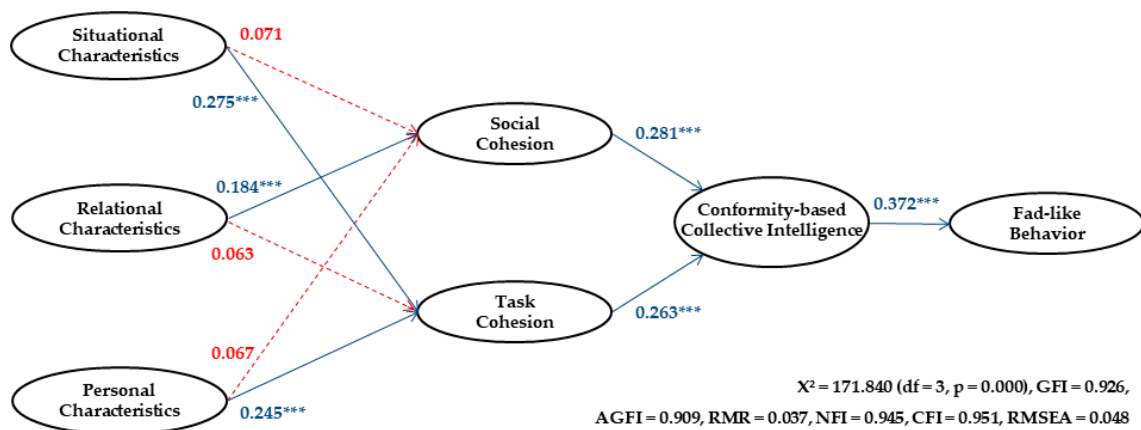 Situational
Characteristics
0.071
0.275***
Social
Cohesion
0.281***
Relational
Characteristics
0.184***
0.063
Conformity-based
Collective Intelligence
0.372***
Fad-like
Behavior
Task
Cohesion
0.263***
0.067
Personal
Characteristics
0.245***
X² = 171.840 (df = 3, p = 0.000), GFI = 0.926,
AGFI = 0.909, RMR = 0.037, NFI = 0.945, CFI = 0.951, RMSEA = 0.048